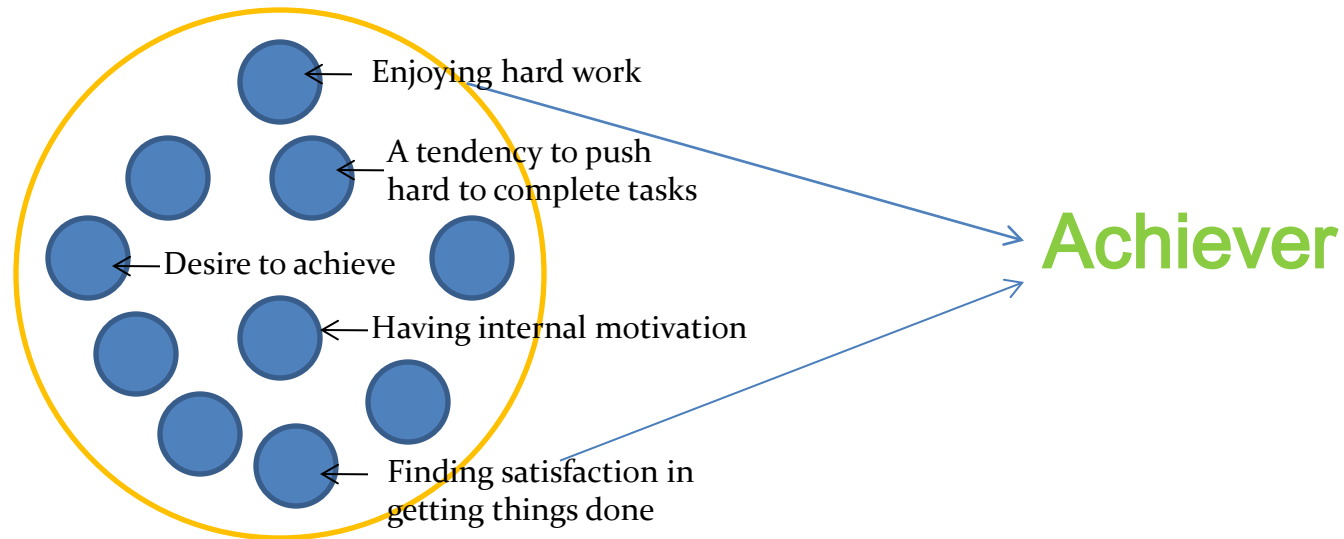 Enjoying hard work
A tendency to push
hard to complete tasks
Achiever
Desire to achieve
Having internal motivation
Finding satisfaction in
getting things done